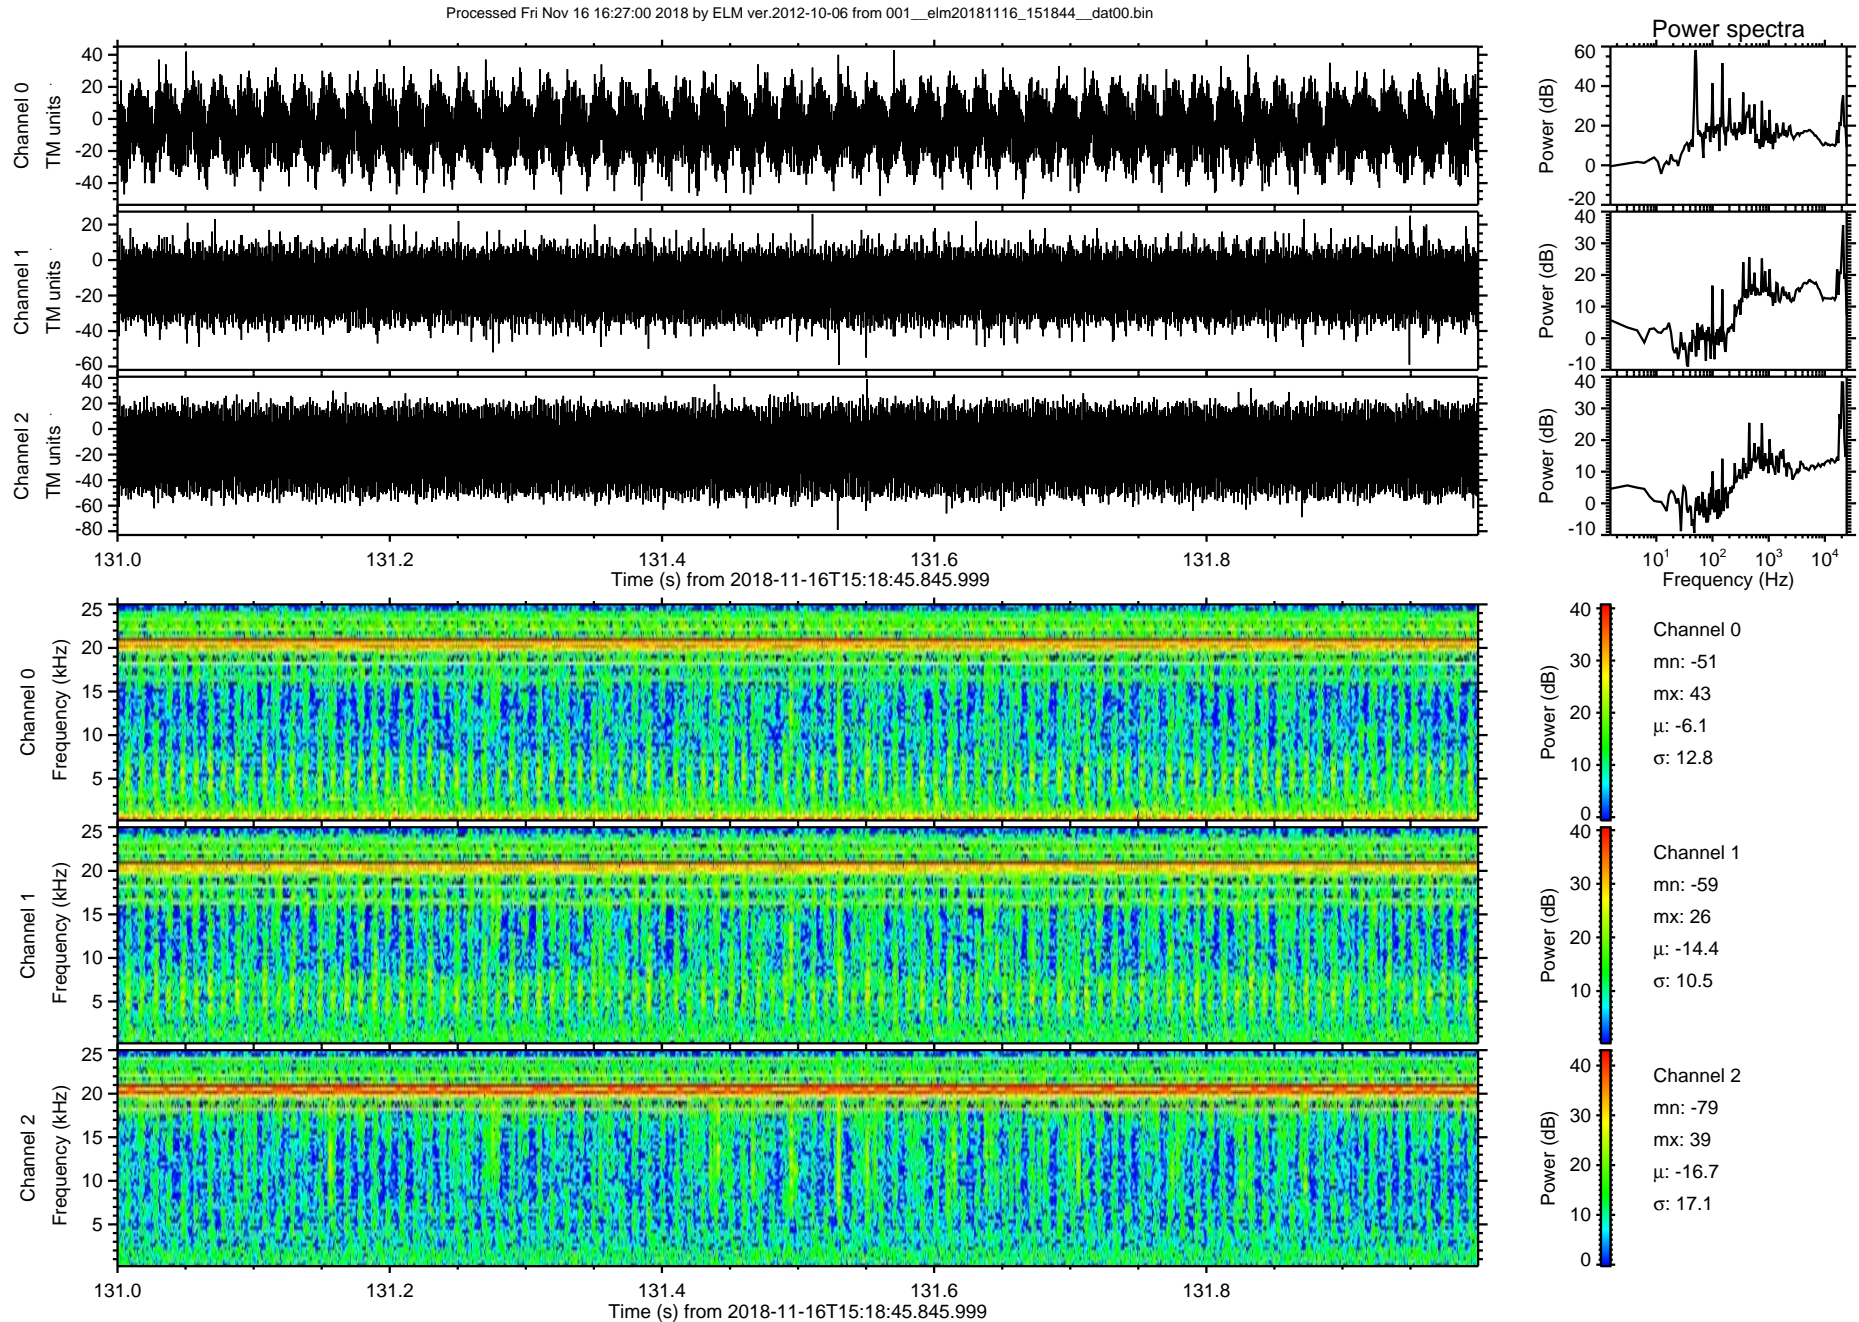 Processed Fri Nov 16 16:27:00 2018 by ELM ver.2012-10-06 from 001__elm20181116_151844__dat00.bin
Power spectra
Channel 0
TM units
40
20
0
-20
-40
Power (dB)
60
40
20
0
-20
Channel 1
TM units
20
0
-20
-40
-60
Power (dB)
40
30
20
10
0
-10
Channel 2
TM units
40
20
0
-20
-40
-60
-80
Power (dB)
40
30
20
10
0
-10
131.0 131.2 131.4 131.6 131.8
Time (s) from 2018-11-16T15:18:45.845.999
10¹ 10² 10³ 10⁴
Frequency (Hz)
Channel 0
Frequency (kHz)
25
20
15
10
5
Power (dB)
40
30
20
10
0
Channel 0
mn: -51
mx: 43
µ: -6.1
σ: 12.8
Channel 1
Frequency (kHz)
25
20
15
10
5
Power (dB)
40
30
20
10
Channel 1
mn: -59
mx: 26
µ: -14.4
σ: 10.5
Channel 2
Frequency (kHz)
25
20
15
10
5
Power (dB)
40
30
20
10
0
Channel 2
mn: -79
mx: 39
µ: -16.7
σ: 17.1
131.0 131.2 131.4 131.6 131.8
Time (s) from 2018-11-16T15:18:45.845.999